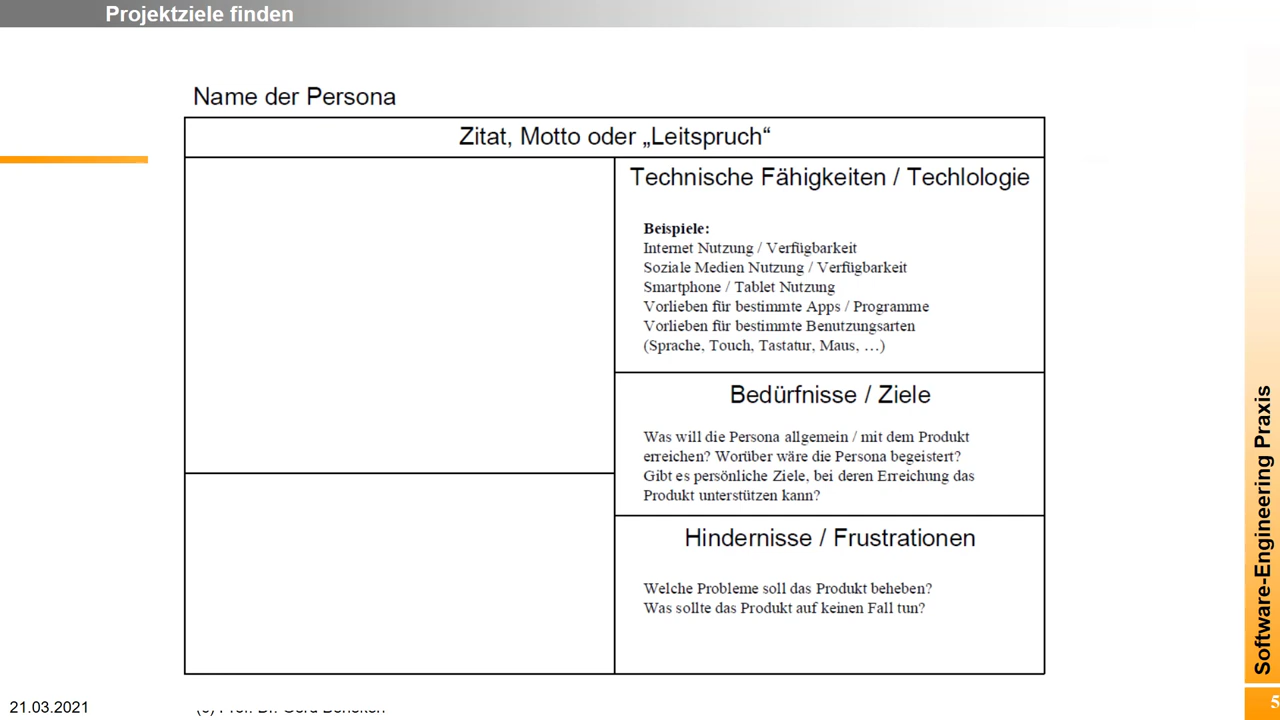 Projektziele finden
Name der Persona
Zitat, Motto oder „Leitspruch“
Technische Fähigkeiten / Techlologie
Beispiele:
Internet Nutzung / Verfügbarkeit
Soziale Medien Nutzung / Verfügbarkeit
Smartphone / Tablet Nutzung
Vorlieben für bestimmte Apps / Programme
Vorlieben für bestimmte Benutzungsarten
(Sprache, Touch, Tastatur, Maus, …)
Bedürfnisse / Ziele
Was will die Persona allgemein / mit dem Produkt
erreichen? Worüber wäre die Persona begeistert?
Gibt es persönliche Ziele, bei deren Erreichung das
Produkt unterstützen kann?
Hindernisse / Frustrationen
Welche Probleme soll das Produkt beheben?
Was sollte das Produkt auf keinen Fall tun?
Software-Engineering Praxis
21.03.2021
(c) Prof. Dr. Gerd Beneken
5